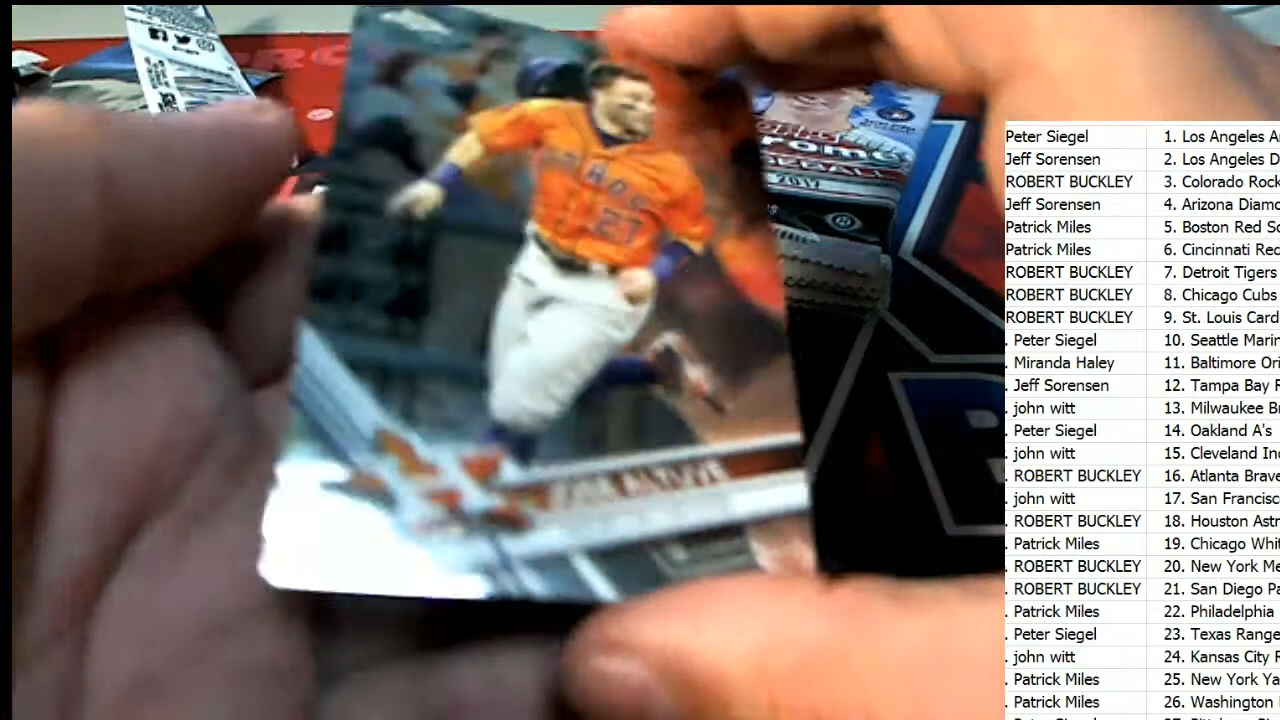 ALTUVE
27
2017
Peter Siegel 1. Los Angeles A
Jeff Sorensen 2. Los Angeles D
ROBERT BUCKLEY 3. Colorado Rock
Jeff Sorensen 4. Arizona Diamo
Patrick Miles 5. Boston Red So
Patrick Miles 6. Cincinnati Red
ROBERT BUCKLEY 7. Detroit Tigers
ROBERT BUCKLEY 8. Chicago Cubs
ROBERT BUCKLEY 9. St. Louis Card
. Peter Siegel 10. Seattle Marin
. Miranda Haley 11. Baltimore Ori
. Jeff Sorensen 12. Tampa Bay R
. john witt 13. Milwaukee B
. Peter Siegel 14. Oakland A's
. john witt 15. Cleveland Ind
. ROBERT BUCKLEY 16. Atlanta Brave
. john witt 17. San Francisc
. ROBERT BUCKLEY 18. Houston Astr
. Patrick Miles 19. Chicago Whit
. ROBERT BUCKLEY 20. New York Me
. ROBERT BUCKLEY 21. San Diego Pa
. Patrick Miles 22. Philadelphia
. Peter Siegel 23. Texas Range
. john witt 24. Kansas City R
. Patrick Miles 25. New York Ya
. Patrick Miles 26. Washington